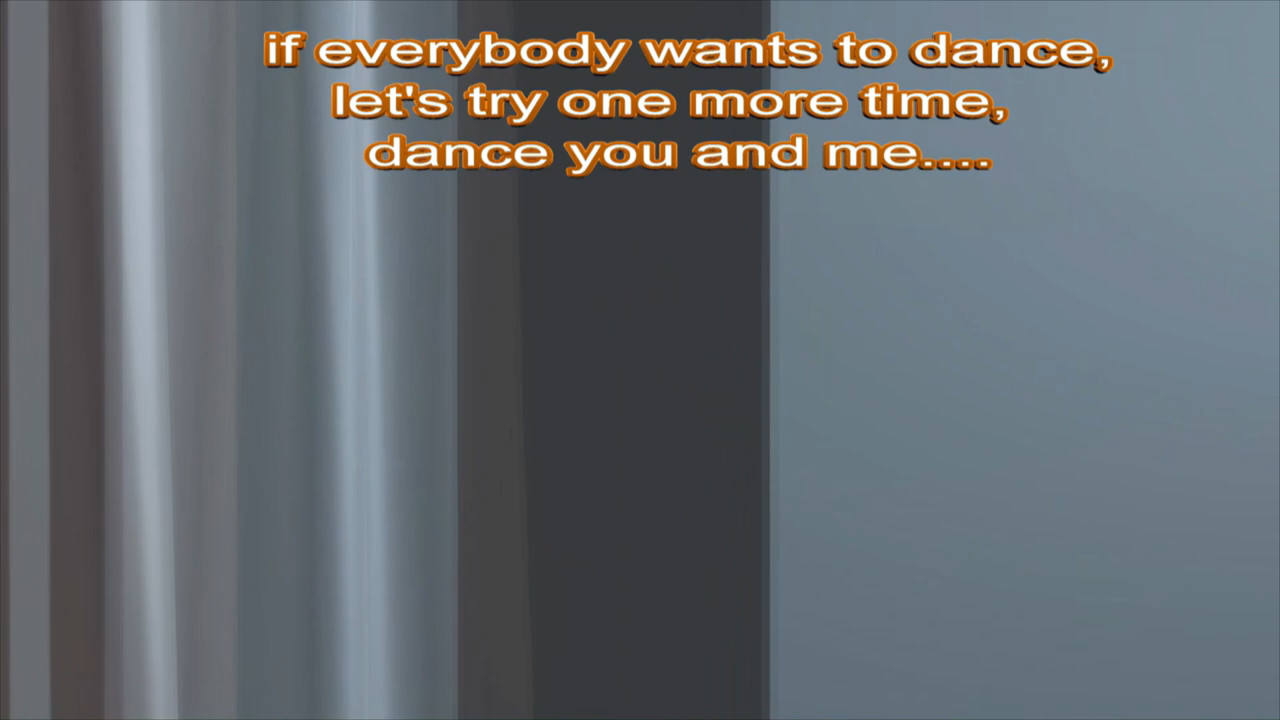 if everybody wants to dance,
let's try one more time,
dance you and me....